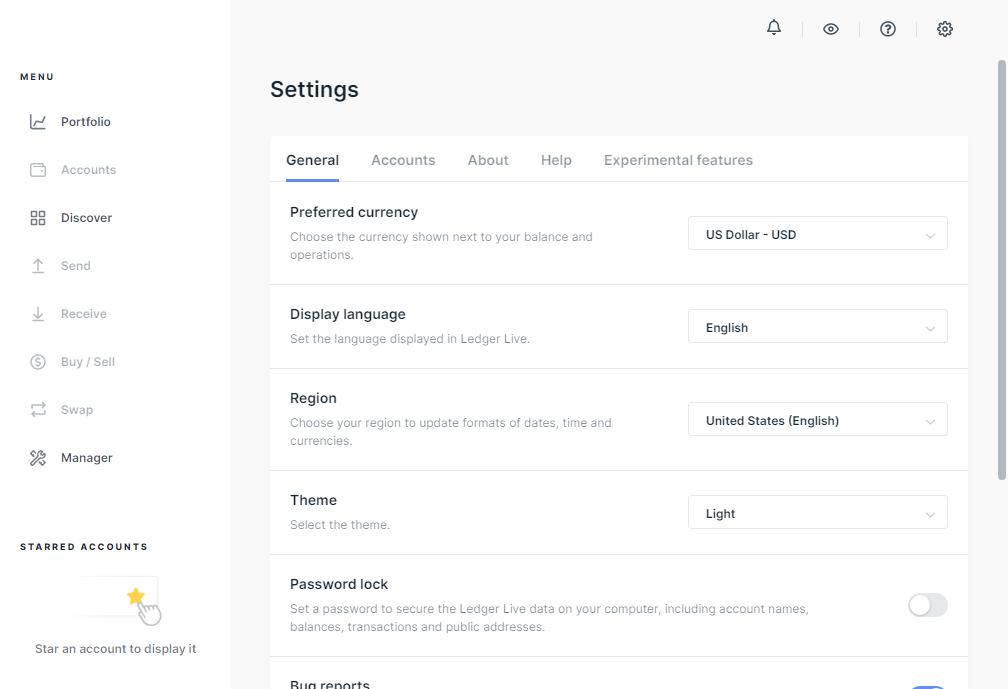 MENU
Portfolio
Accounts
Discover
Send
Receive
Buy / Sell
Swap
Manager
STARRED ACCOUNTS
Star an account to display it
Settings
General
Accounts
About
Help
Experimental features
Preferred currency
Choose the currency shown next to your balance and
operations.
US Dollar - USD
Display language
Set the language displayed in Ledger Live.
English
Region
Choose your region to update formats of dates, time and
currencies.
United States (English)
Theme
Select the theme.
Light
Password lock
Set a password to secure the Ledger Live data on your computer, including account names,
balances, transactions and public addresses.
Bug reports